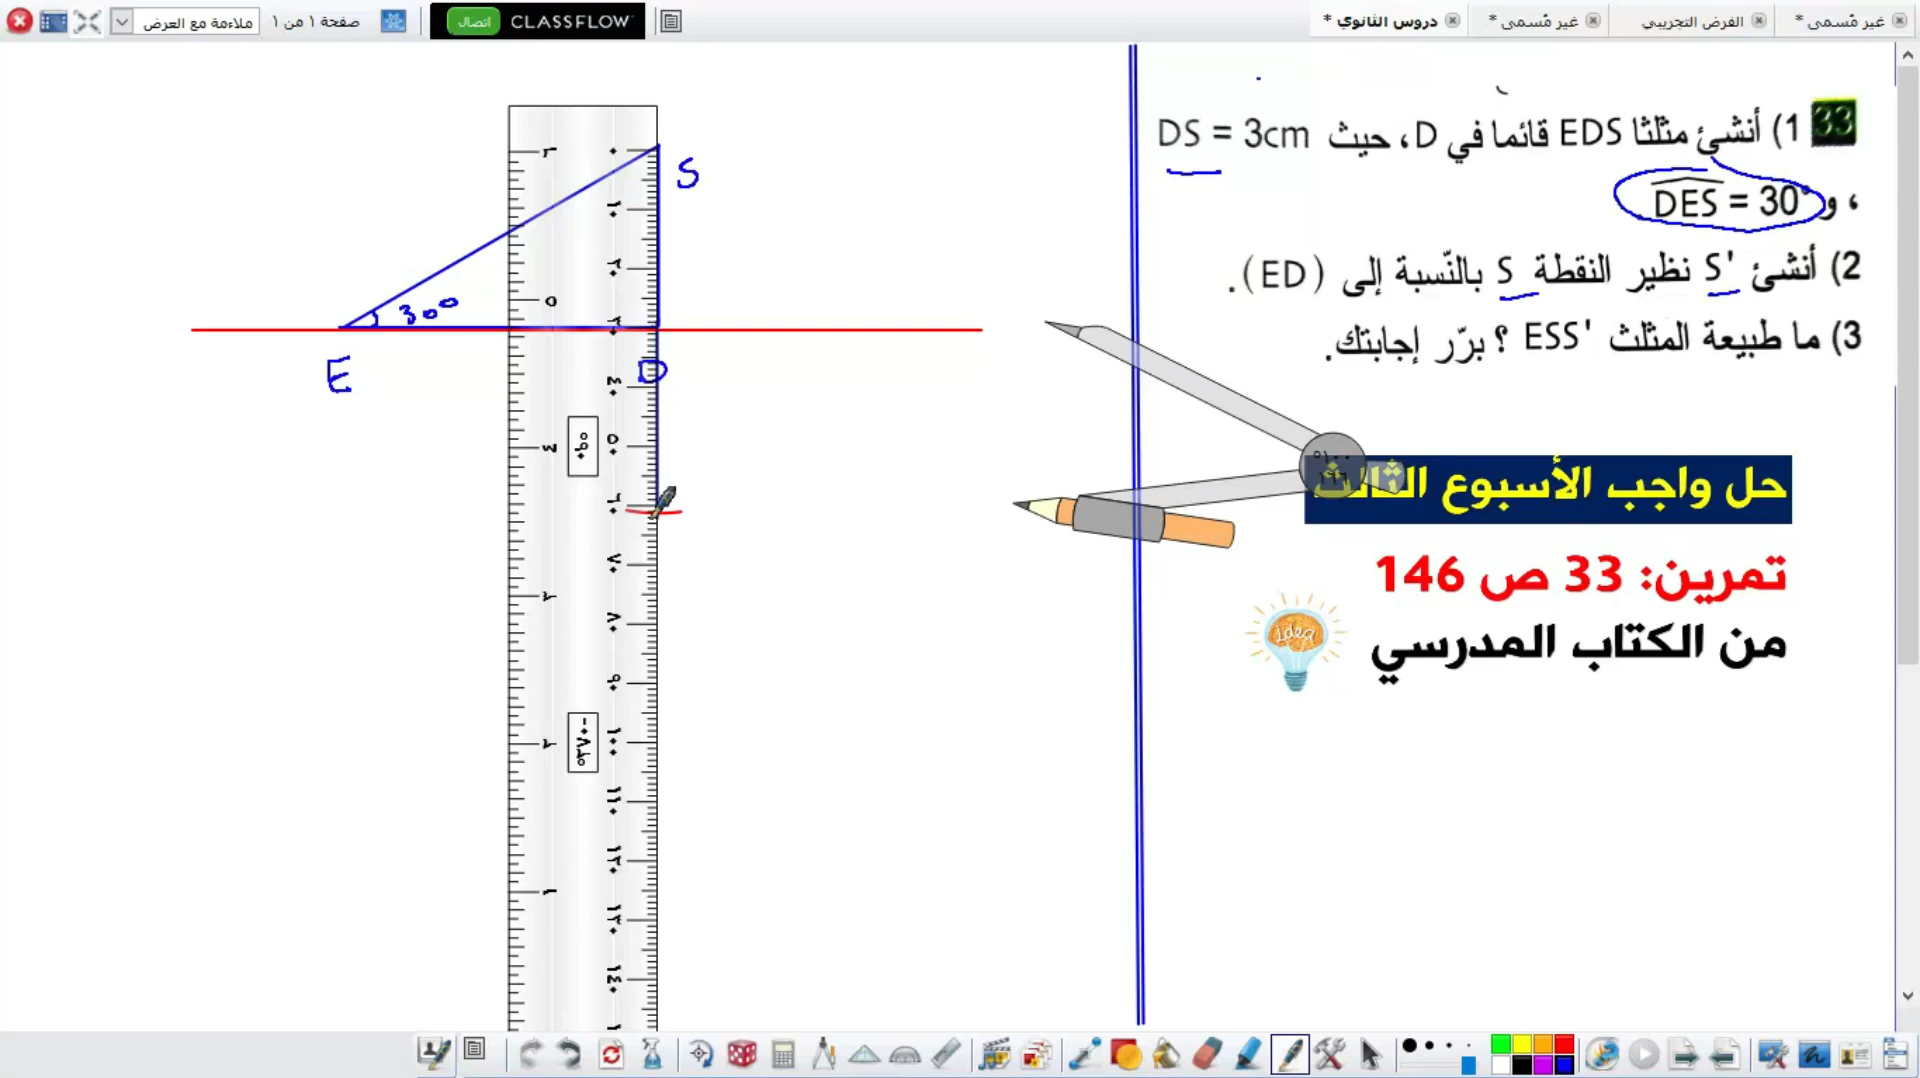 غير مُسمى *
الفرض التجريبي
غير مُسمى *
دروس الثانوي *
CLASSFLOW
اتصال
صفحة ١ من ١
ملاءمة مع العرض
33 1) أنشئ مثلثا EDS قائما في D، حيث DS = 3cm
، و DES = 30°
2) أنشئ S' نظير النقطة S بالنّسبة إلى (ED).
3) ما طبيعة المثلث ESS' ؟ برّر إجابتك.
S
30°
E
D
حل واجب الأسبوع الثالث
تمرين: 33 ص 146
من الكتاب المدرسي
idea